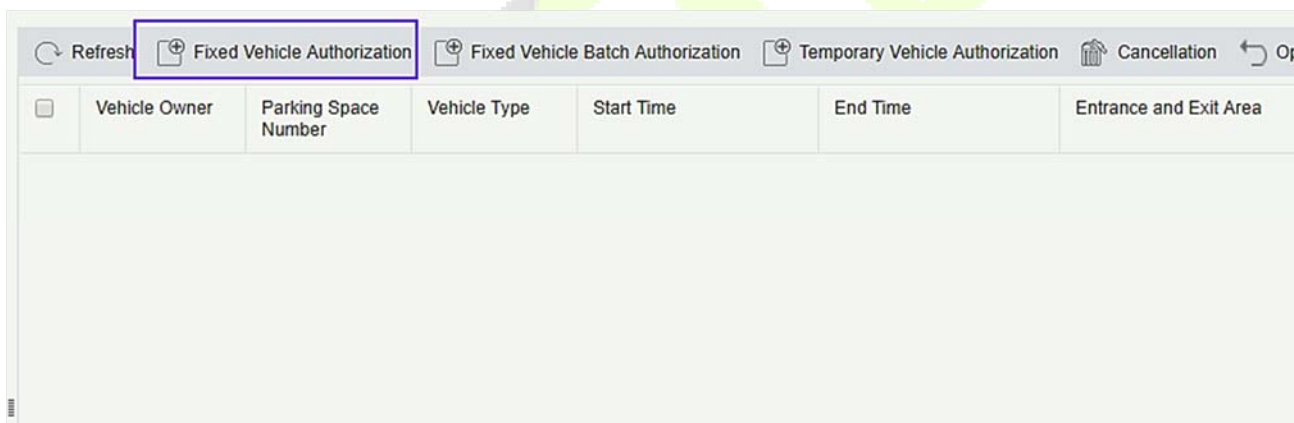 Refresh Fixed Vehicle Authorization Fixed Vehicle Batch Authorization Temporary Vehicle Authorization Cancellation Op
Vehicle Owner Parking Space Number Vehicle Type Start Time End Time Entrance and Exit Area